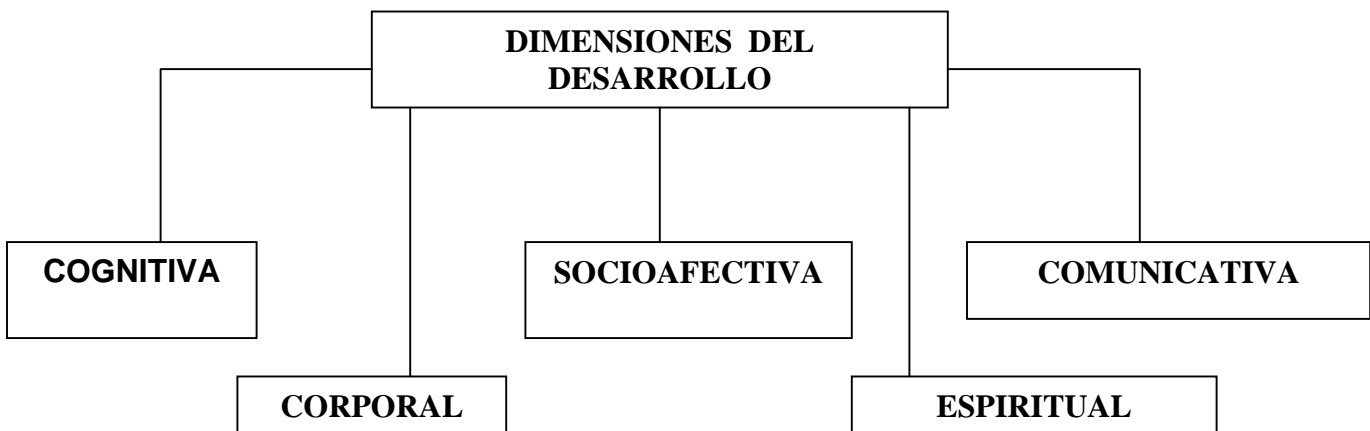 DIMENSIONES DEL
DESARROLLO
COGNITIVA
SOCIOAFECTIVA
COMUNICATIVA
CORPORAL
ESPIRITUAL